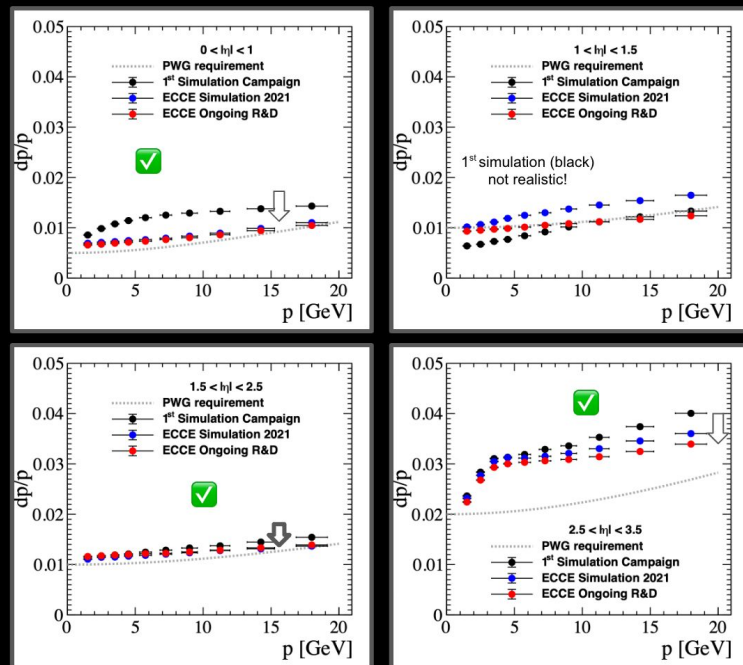 0 < |η| < 1
PWG requirement
1st Simulation Campaign
ECCE Simulation 2021
ECCE Ongoing R&D
dp/p
0.05
0.04
0.03
0.02
0.01
0
0 5 10 15 20
p [GeV]
1 < |η| < 1.5
PWG requirement
1st Simulation Campaign
ECCE Simulation 2021
ECCE Ongoing R&D
1st simulation (black)
not realistic!
dp/p
0.05
0.04
0.03
0.02
0.01
0
0 5 10 15 20
p [GeV]
1.5 < |η| < 2.5
PWG requirement
1st Simulation Campaign
ECCE Simulation 2021
ECCE Ongoing R&D
dp/p
0.05
0.04
0.03
0.02
0.01
0
0 5 10 15 20
p [GeV]
dp/p
0.05
0.04
0.03
0.02
0.01
0
2.5 < |η| < 3.5
PWG requirement
1st Simulation Campaign
ECCE Simulation 2021
ECCE Ongoing R&D
0 5 10 15 20
p [GeV]